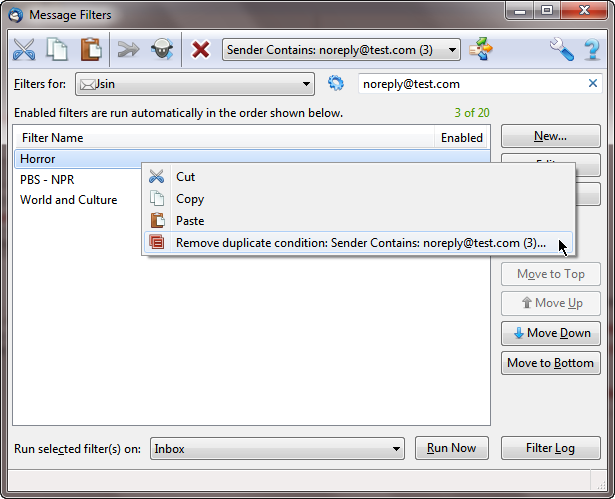 Message Filters
Sender Contains: noreply@test.com (3)
Filters for: Jsin noreply@test.com
Enabled filters are run automatically in the order shown below. 3 of 20
Filter Name Enabled
New...
Horror
PBS - NPR
World and Culture
Cut
Copy
Paste
Remove duplicate condition: Sender Contains: noreply@test.com (3)...
Move to Top
Move Up
Move Down
Move to Bottom
Run selected filter(s) on: Inbox Run Now Filter Log